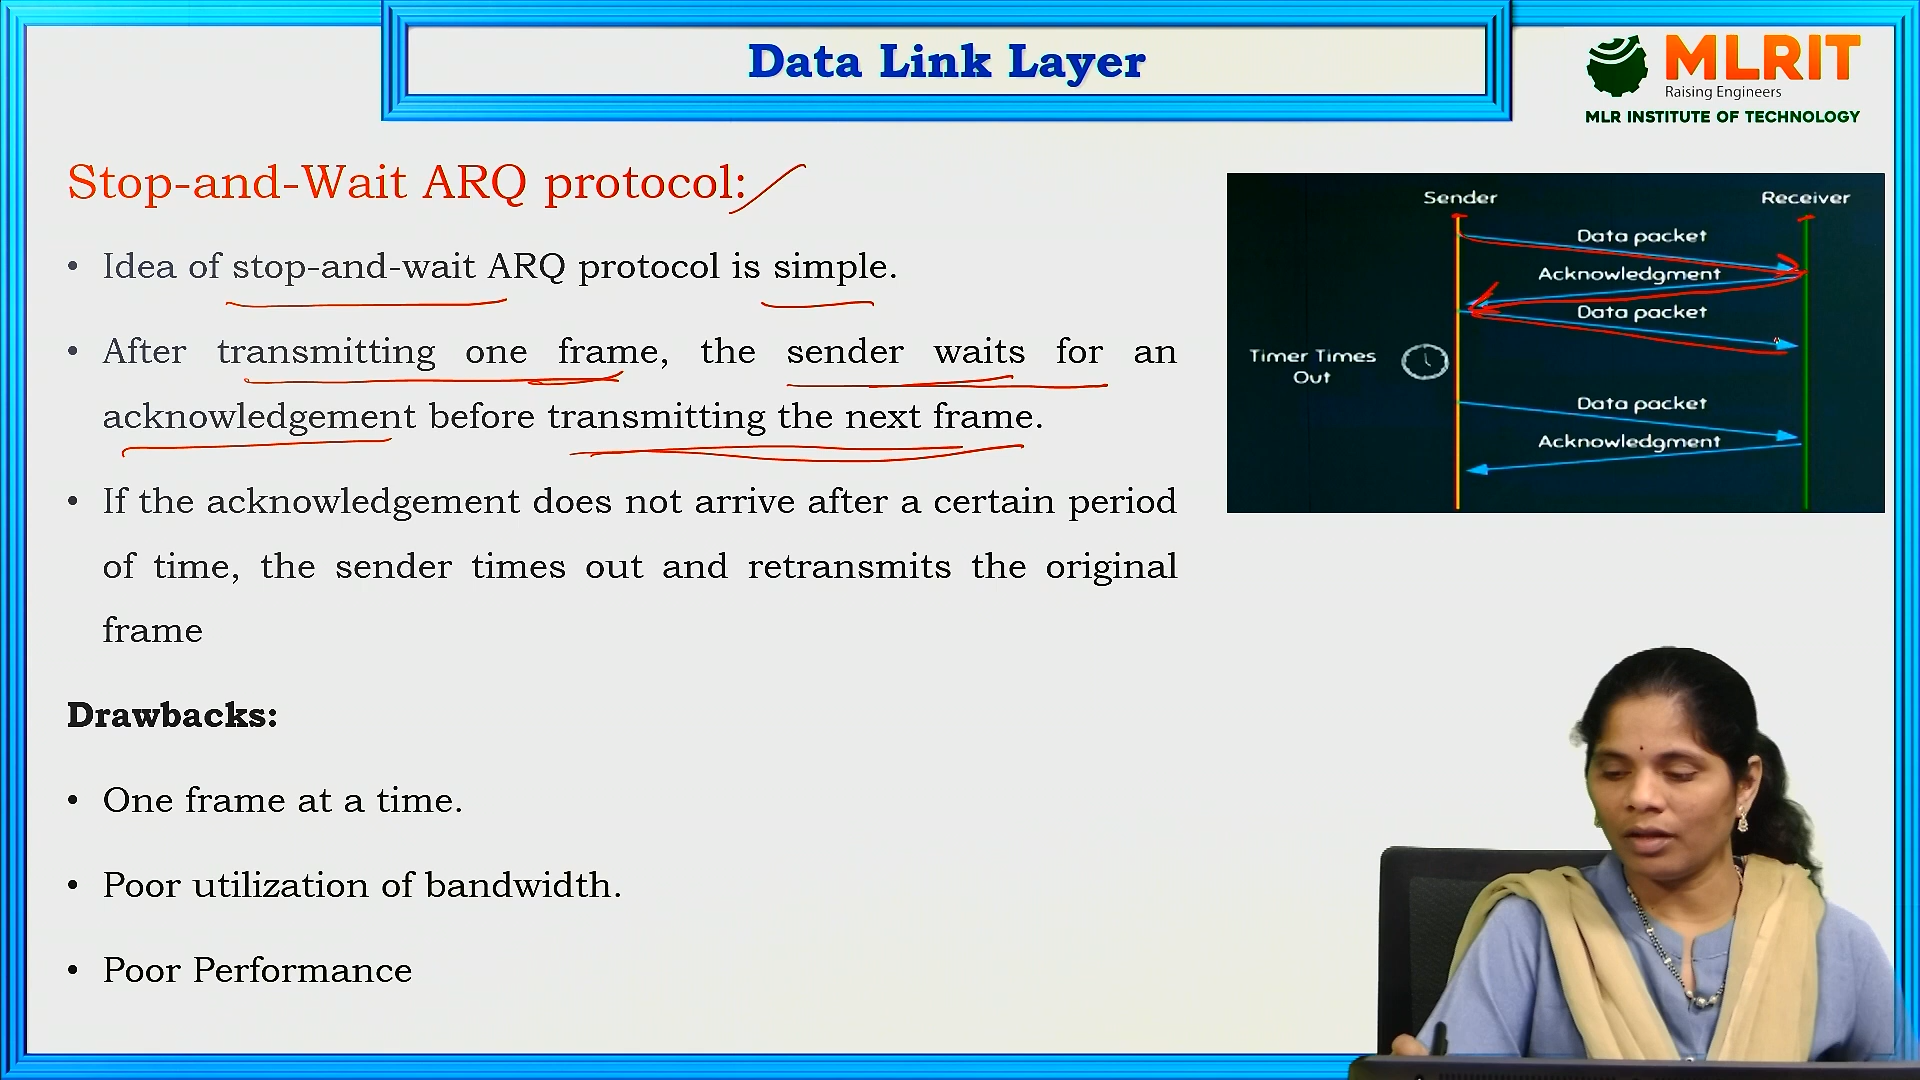 Data Link Layer
MLRIT
Raising Engineers
MLR INSTITUTE OF TECHNOLOGY
Stop-and-Wait ARQ protocol:
• Idea of stop-and-wait ARQ protocol is simple.
• After transmitting one frame, the sender waits for an
acknowledgement before transmitting the next frame.
• If the acknowledgement does not arrive after a certain period
of time, the sender times out and retransmits the original
frame
Drawbacks:
• One frame at a time.
• Poor utilization of bandwidth.
• Poor Performance
Sender Receiver
Data packet
Acknowledgment
Data packet
Timer Times
Out
Data packet
Acknowledgment